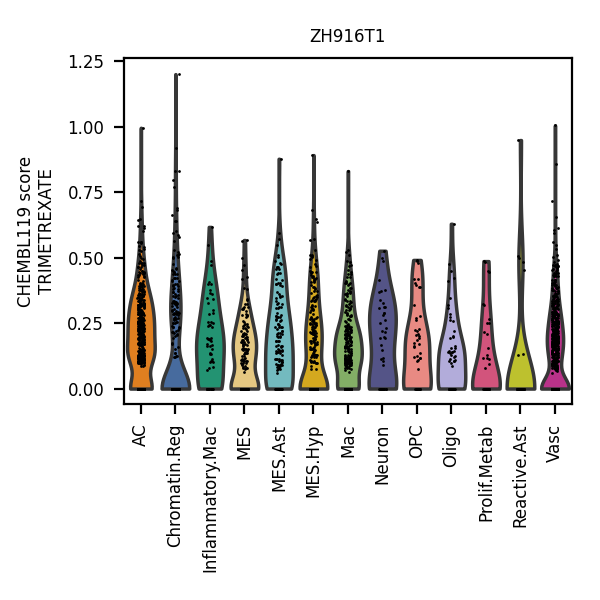 ZH916T1
CHEMBL119 score
TRIMETREXATE
1.25
1.00
0.75
0.50
0.25
0.00
AC
Chromatin.Reg
Inflammatory.Mac
MES
MES.Ast
MES.Hyp
Mac
Neuron
OPC
Oligo
Prolif.Metab
Reactive.Ast
Vasc